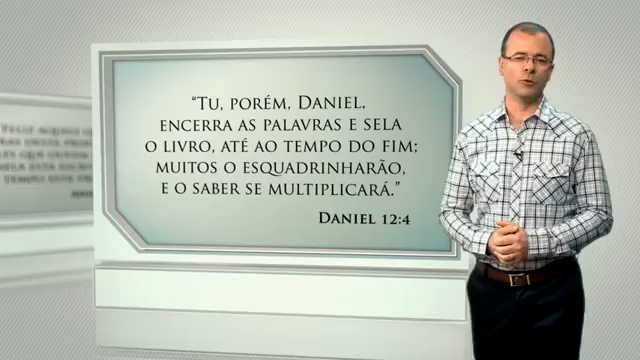 “Tu, porém, Daniel,
encerra as palavras e sela
o livro, até ao tempo do fim;
muitos o esquadrinharão,
e o saber se multiplicará.”
Daniel 12:4